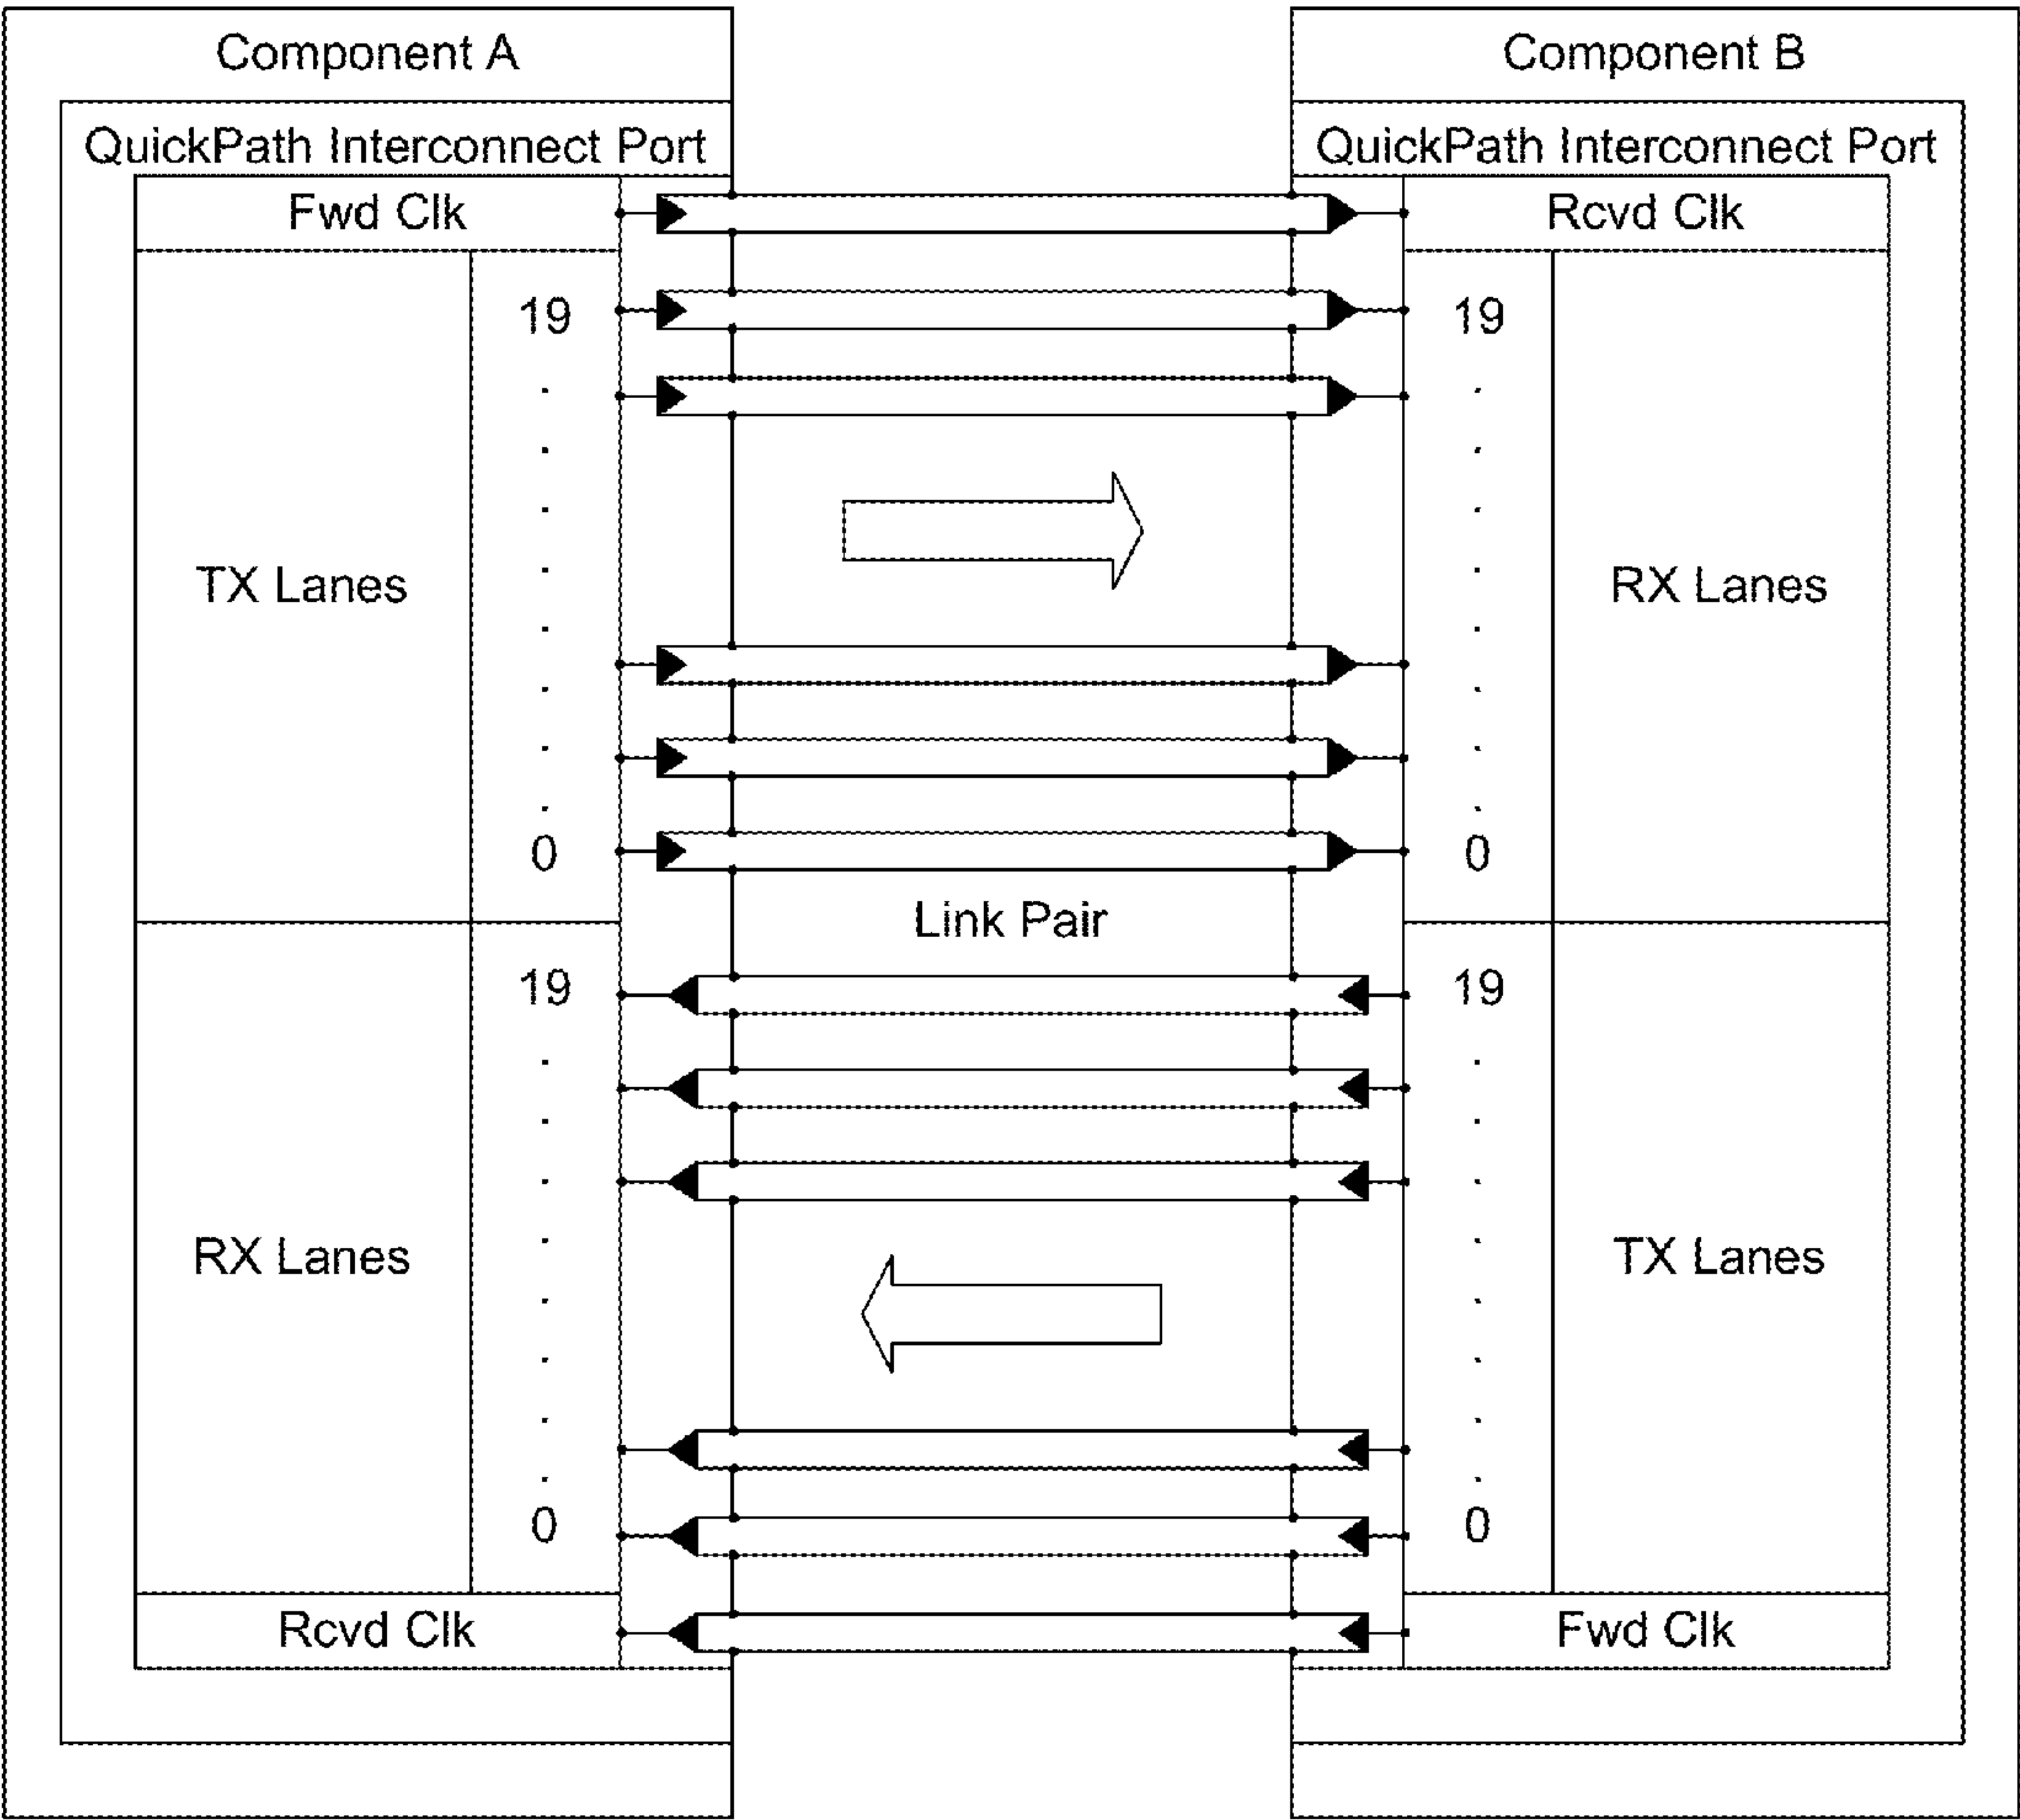 Component A
Component B
QuickPath Interconnect Port
QuickPath Interconnect Port
Fwd Clk
Rcvd Clk
19
19
TX Lanes
RX Lanes
0
0
Link Pair
19
19
RX Lanes
TX Lanes
0
0
Rcvd Clk
Fwd Clk